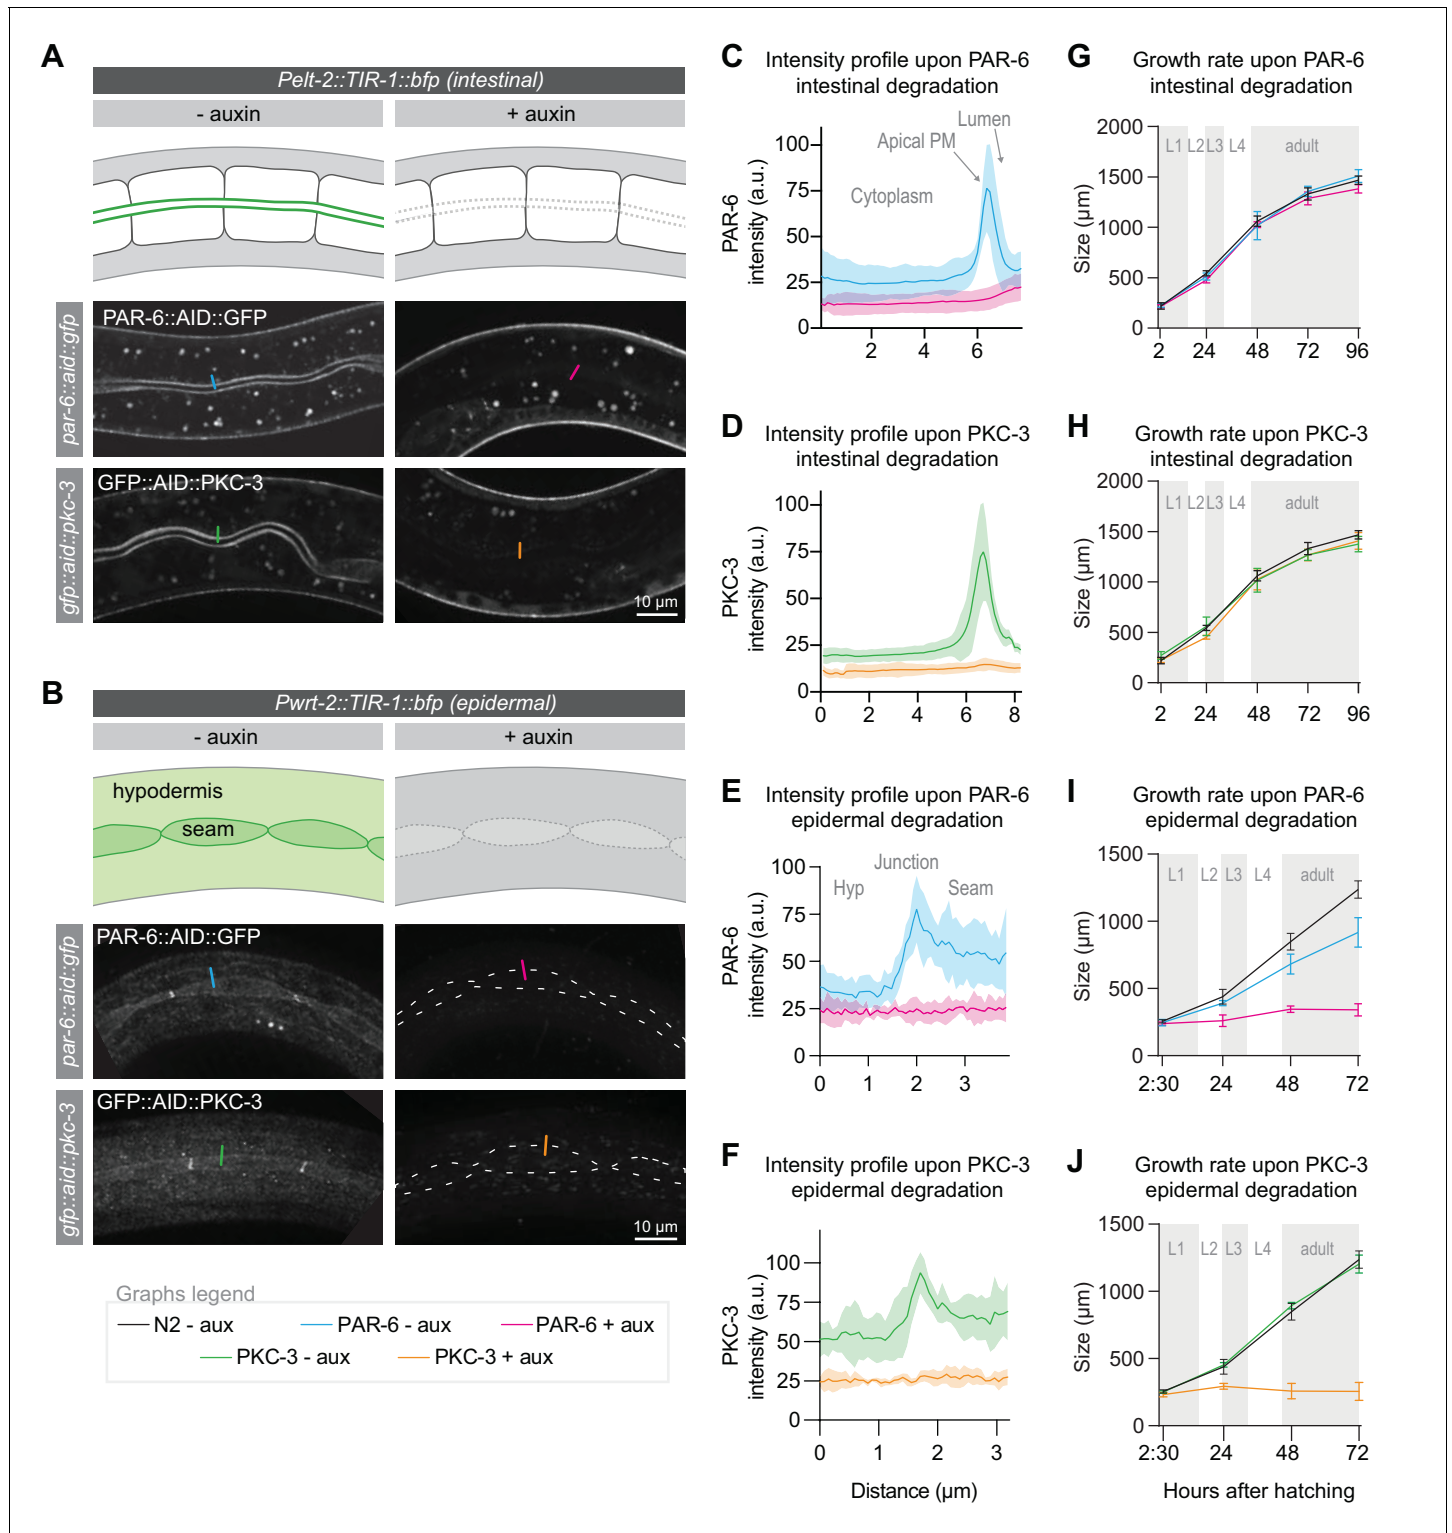 A
Pelt-2::TIR-1::bfp (intestinal)
- auxin
+ auxin
par-6::aid::gfp
PAR-6::AID::GFP
gfp::aid::pkc-3
GFP::AID::PKC-3
10 µm
B
Pwrt-2::TIR-1::bfp (epidermal)
- auxin
+ auxin
hypodermis
seam
par-6::aid::gfp
PAR-6::AID::GFP
gfp::aid::pkc-3
GFP::AID::PKC-3
10 µm
Graphs legend
N2 - aux
PAR-6 - aux
PAR-6 + aux
PKC-3 - aux
PKC-3 + aux
C
Intensity profile upon PAR-6
intestinal degradation
PAR-6
intensity (a.u.)
100
75
50
25
0
Lumen
Apical PM
Cytoplasm
2
4
6
D
Intensity profile upon PKC-3
intestinal degradation
PKC-3
intensity (a.u.)
100
75
50
25
0
0
2
4
6
8
E
Intensity profile upon PAR-6
epidermal degradation
PAR-6
intensity (a.u.)
100
75
50
25
0
Junction
Hyp
Seam
0
1
2
3
F
Intensity profile upon PKC-3
epidermal degradation
PKC-3
intensity (a.u.)
100
75
50
25
0
0
1
2
3
Distance (µm)
G
Growth rate upon PAR-6
intestinal degradation
Size (µm)
2000
1500
1000
500
0
L1
L2
L3
L4
adult
2
24
48
72
96
H
Growth rate upon PKC-3
intestinal degradation
Size (µm)
2000
1500
1000
500
0
L1
L2
L3
L4
adult
2
24
48
72
96
I
Growth rate upon PAR-6
epidermal degradation
Size (µm)
1500
1000
500
0
L1
L2
L3
L4
adult
2:30
24
48
72
J
Growth rate upon PKC-3
epidermal degradation
Size (µm)
1500
1000
500
0
L1
L2
L3
L4
adult
2:30
24
48
72
Hours after hatching